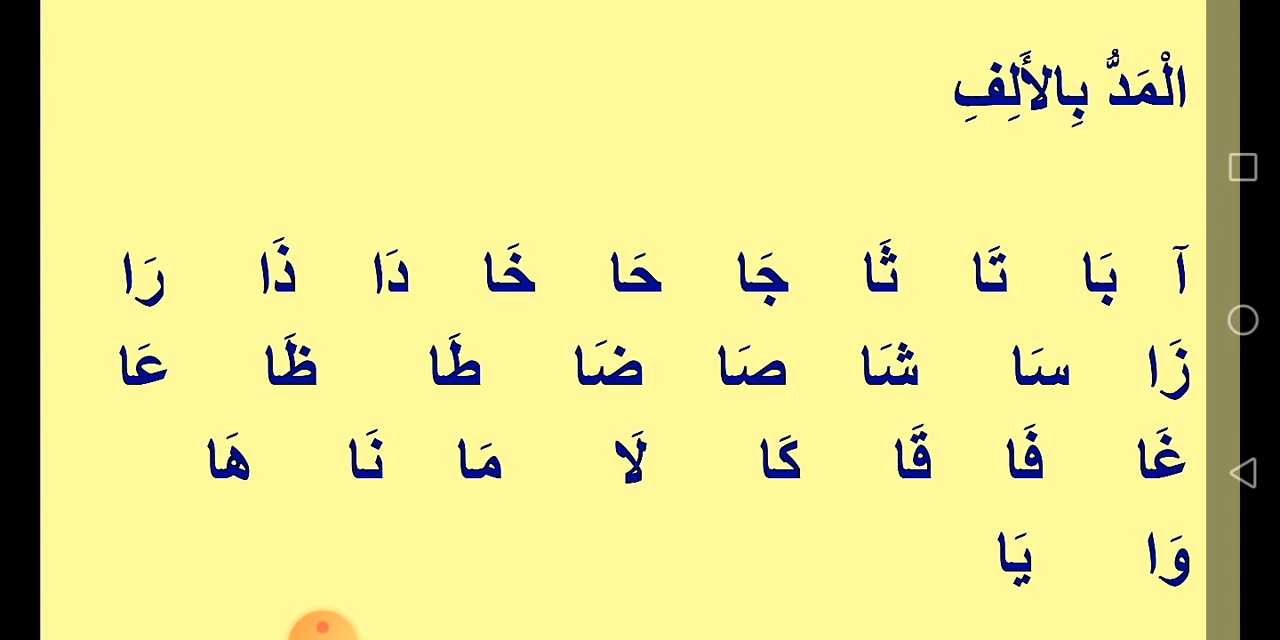 الْمَدُّ بِالأَلِفِ
آ بَا تَا ثَا جَا حَا خَا دَا ذَا رَا
زَا سَا شَا صَا ضَا طَا ظَا عَا
غَا فَا قَا كَا لَا مَا نَا هَا
وَا يَا